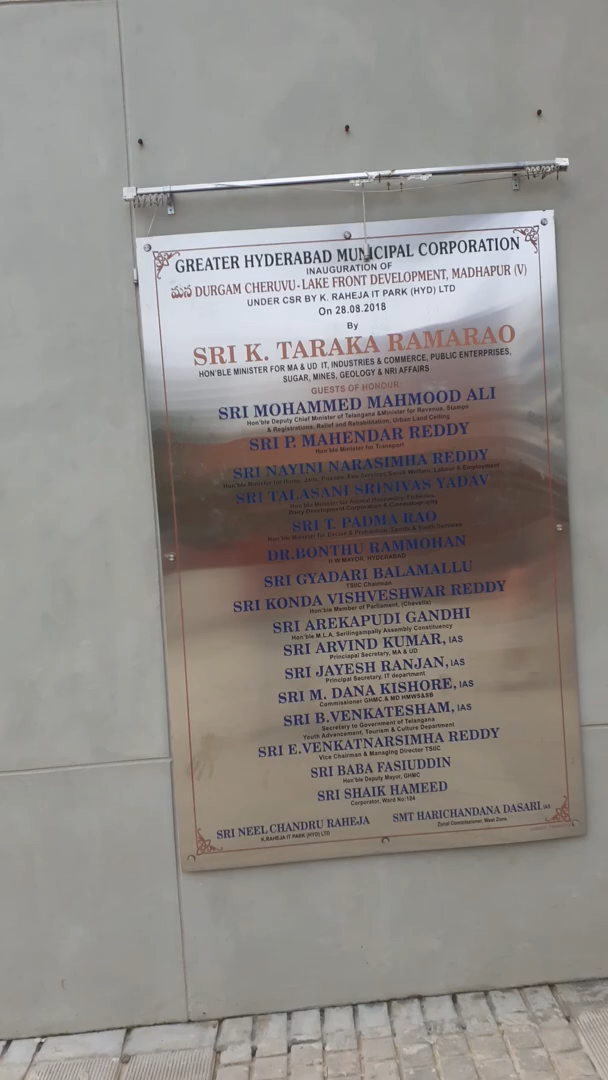 GREATER HYDERABAD MUNICIPAL CORPORATION
INAUGURATION OF
మన DURGAM CHERUVU - LAKE FRONT DEVELOPMENT, MADHAPUR (V)
UNDER CSR BY K. RAHEJA IT PARK (HYD) LTD
On 28.08.2018
By
SRI K. TARAKA RAMARAO
HON'BLE MINISTER FOR MA & UD IT, INDUSTRIES & COMMERCE, PUBLIC ENTERPRISES,
SUGAR, MINES, GEOLOGY & NRI AFFAIRS
GUESTS OF HONOUR:
SRI MOHAMMED MAHMOOD ALI
Hon'ble Deputy Chief Minister of Telangana & Minister for Revenue, Stamps
& Registrations, Relief and Rehabilitation, Urban Land Ceiling
SRI P. MAHENDAR REDDY
Hon'ble Minister for Transport
SRI NAYINI NARASIMHA REDDY
Hon'ble Minister for Home, Jails, Prisons, Fire Services, Sainik Welfare, Labour & Employment
SRI TALASANI SRINIVAS YADAV
Hon'ble Minister for Animal Husbandry, Fisheries,
Dairy Development Corporation & Cinematography
SRI T. PADMA RAO
Hon'ble Minister for Excise & Prohibition, Sports & Youth Services
DR.BONTHU RAMMOHAN
MAYOR, HYDERABAD
SRI GYADARI BALAMALLU
TSIIC Chairman
SRI KONDA VISHVESHWAR REDDY
Hon'ble Member of Parliament, (Chevella)
SRI AREKAPUDI GANDHI
Hon'ble M.L.A. Serilingampally Assembly Constituency
SRI ARVIND KUMAR, IAS
Principal Secretary, MA & UD
SRI JAYESH RANJAN, IAS
Principal Secretary, IT department
SRI M. DANA KISHORE, IAS
Commissioner GHMC & MD HMWS&SB
SRI B.VENKATESHAM, IAS
Secretary to Government of Telangana
Youth Advancement, Tourism & Culture Department
SRI E.VENKATNARSIMHA REDDY
Vice Chairman & Managing Director TSIIC
SRI BABA FASIUDDIN
Hon'ble Deputy Mayor, GHMC
SRI SHAIK HAMEED
Corporator, Ward No:104
SRI NEEL CHANDRU RAHEJA SMT HARICHANDANA DASARI, IAS
K.RAHEJA IT PARK (HYD) LTD Zonal Commissioner, West Zone.